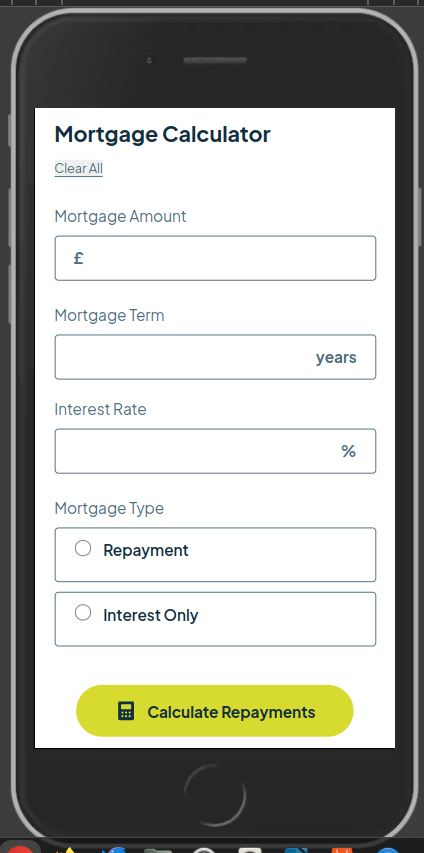 Mortgage Calculator
Clear All
Mortgage Amount
£
Mortgage Term
years
Interest Rate
%
Mortgage Type
Repayment
Interest Only
Calculate Repayments